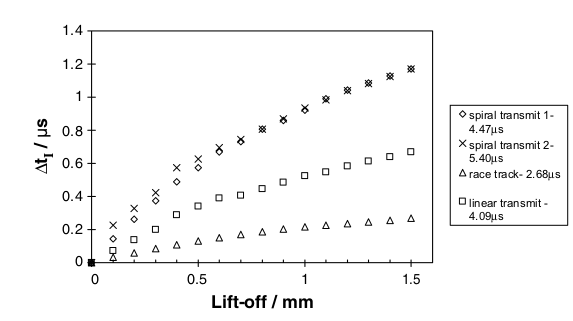 1.4
1.2
1
0.8
0.6
0.4
0.2
0
0
0.5
1
1.5
ΔtI / µs
Lift-off / mm
spiral transmit 1-
4.47µs
spiral transmit 2-
5.40µs
race track- 2.68µs
linear transmit -
4.09µs